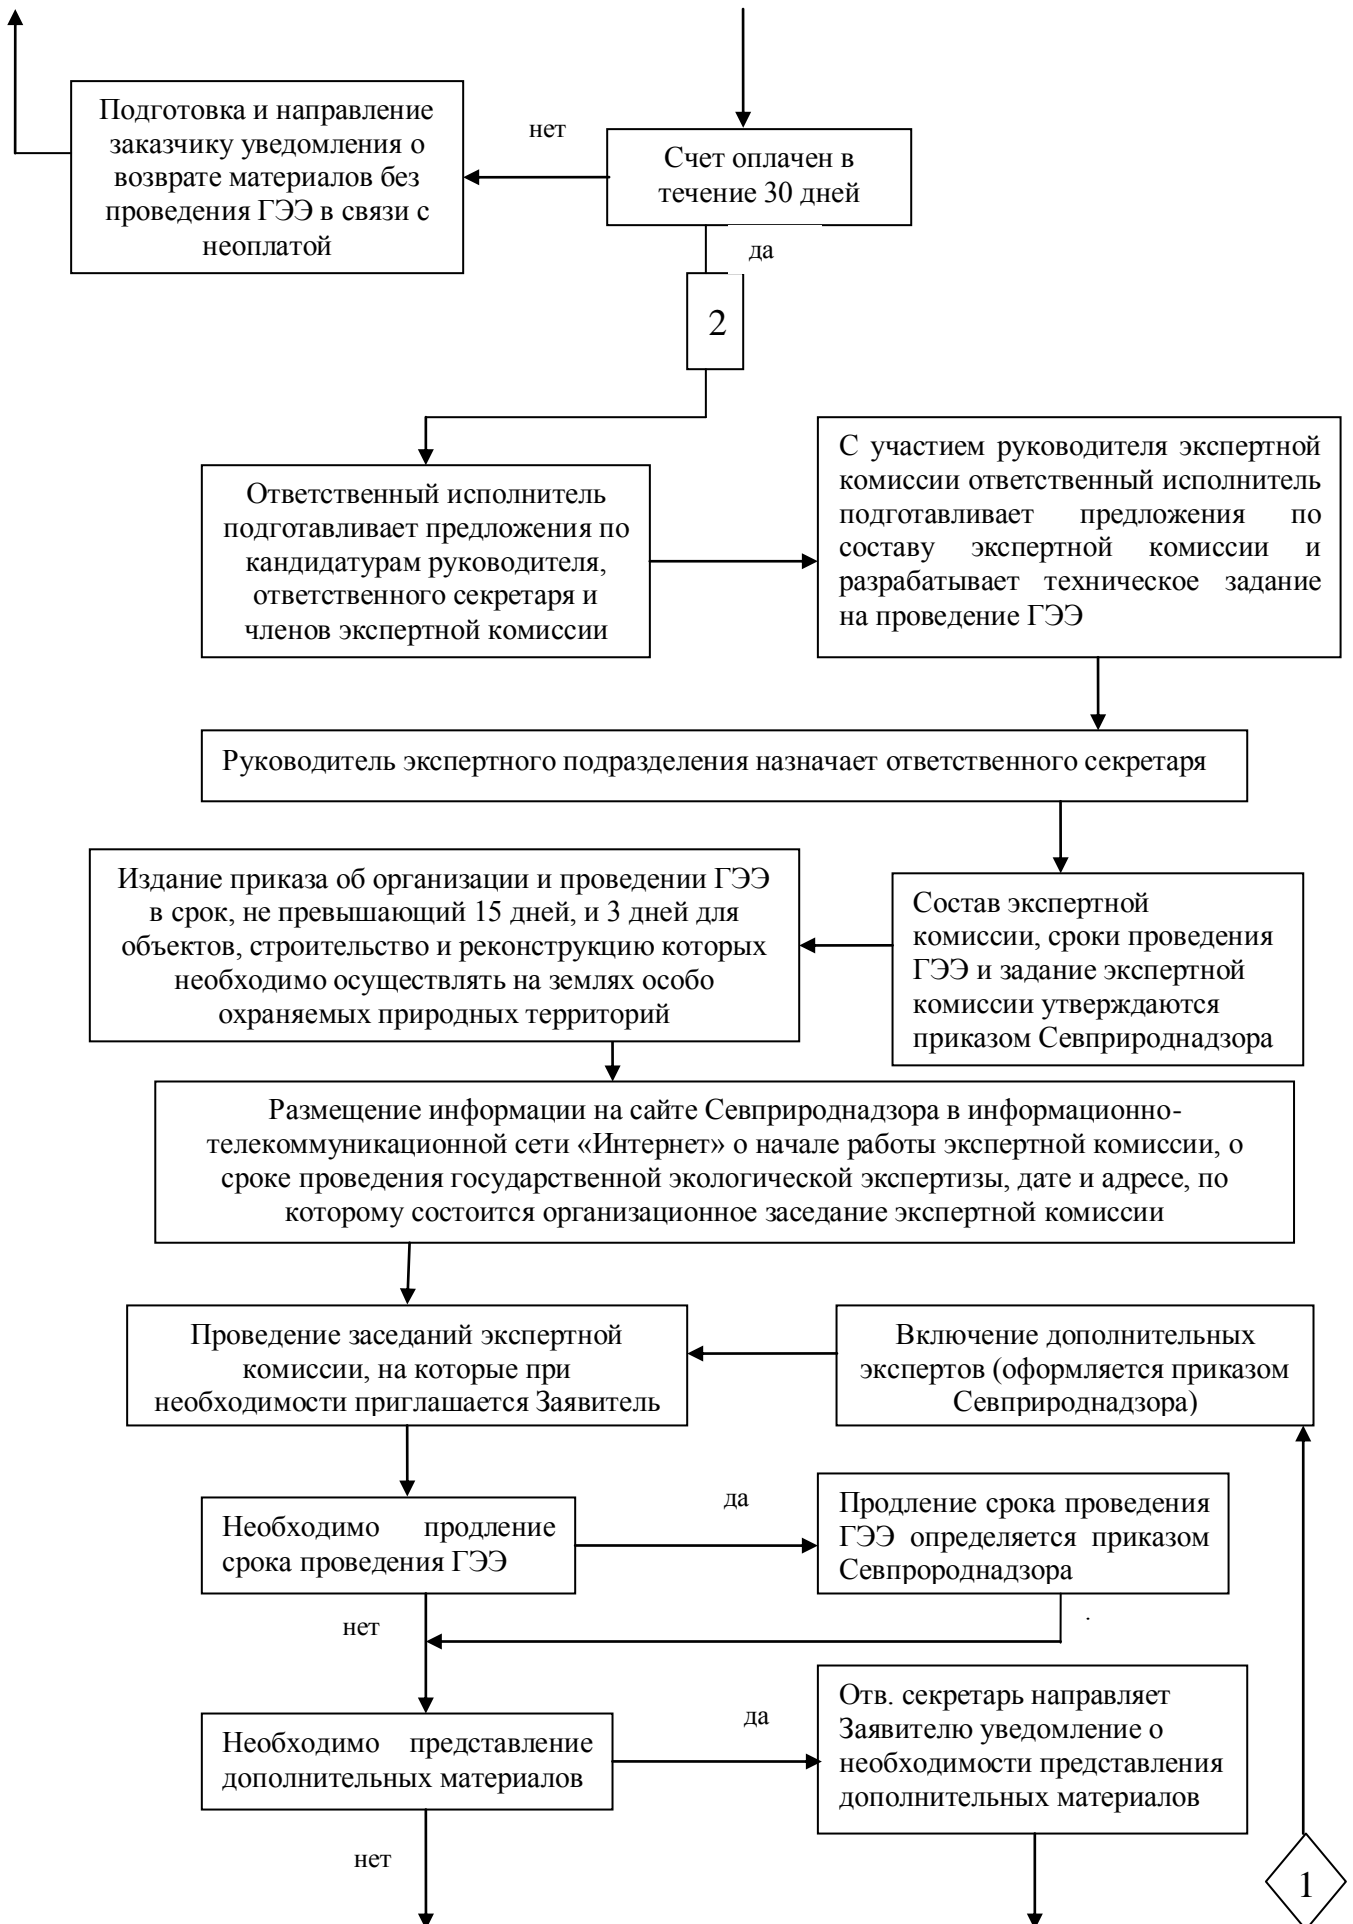 Подготовка и направление
заказчику уведомления о
возврате материалов без
проведения ГЭЭ в связи с
неоплатой
нет
Счет оплачен в
течение 30 дней
да
2
Ответственный исполнитель
подготавливает предложения по
кандидатурам руководителя,
ответственного секретаря и
членов экспертной комиссии
С участием руководителя экспертной
комиссии ответственный исполнитель
подготавливает предложения по
составу экспертной комиссии и
разрабатывает техническое задание
на проведение ГЭЭ
Руководитель экспертного подразделения назначает ответственного секретаря
Издание приказа об организации и проведении ГЭЭ
в срок, не превышающий 15 дней, и 3 дней для
объектов, строительство и реконструкцию которых
необходимо осуществлять на землях особо
охраняемых природных территорий
Состав экспертной
комиссии, сроки проведения
ГЭЭ и задание экспертной
комиссии утверждаются
приказом Севприроднадзора
Размещение информации на сайте Севприроднадзора в информационно-
телекоммуникационной сети «Интернет» о начале работы экспертной комиссии, о
сроке проведения государственной экологической экспертизы, дате и адресе, по
которому состоится организационное заседание экспертной комиссии
Проведение заседаний экспертной
комиссии, на которые при
необходимости приглашается Заявитель
Включение дополнительных
экспертов (оформляется приказом
Севприроднадзора)
Необходимо продление
срока проведения ГЭЭ
да
Продление срока проведения
ГЭЭ определяется приказом
Севпророднадзора
нет
.
Необходимо представление
дополнительных материалов
да
Отв. секретарь направляет
Заявителю уведомление о
необходимости представления
дополнительных материалов
нет
1